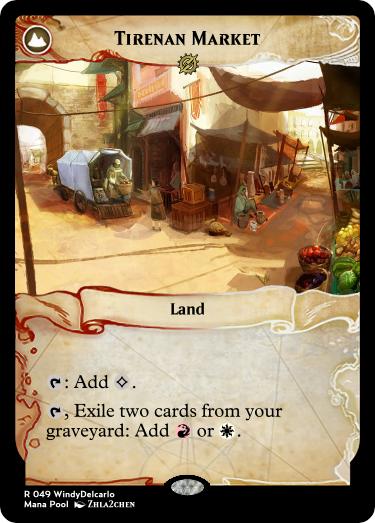 Tirenan Market
Land
: Add .
, Exile two cards from your
graveyard: Add or .
R 049 WindyDelcarlo
Mana Pool Zhla2chen